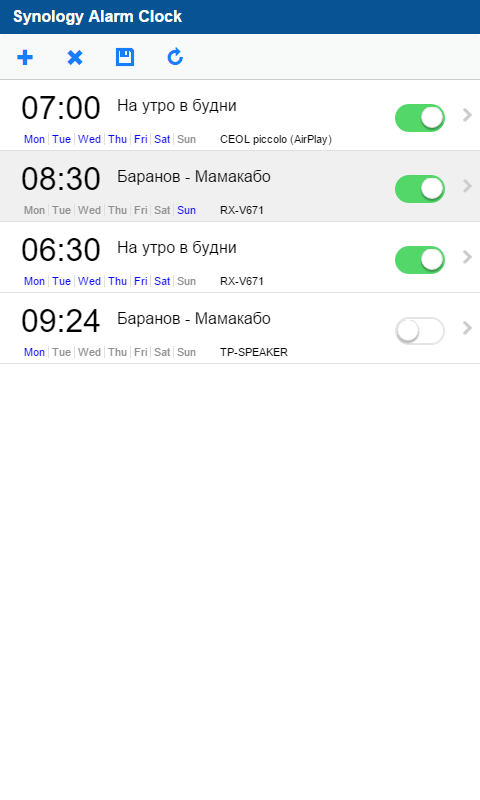 Synology Alarm Clock
07:00 На утро в будни
Mon Tue Wed Thu Fri Sat Sun CEOL piccolo (AirPlay)
08:30 Баранов - Мамакабо
Mon Tue Wed Thu Fri Sat Sun RX-V671
06:30 На утро в будни
Mon Tue Wed Thu Fri Sat Sun RX-V671
09:24 Баранов - Мамакабо
Mon Tue Wed Thu Fri Sat Sun TP-SPEAKER